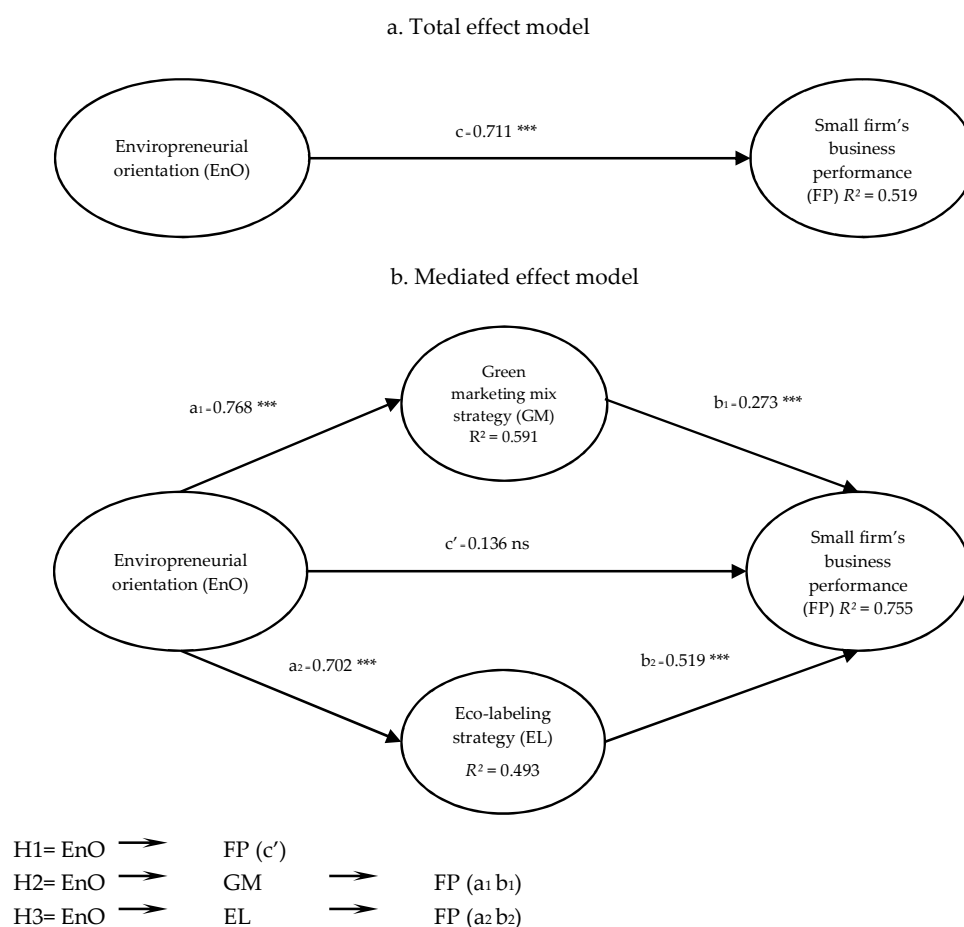 a. Total effect model
c = 0.711 ***
Enviropreneurial
orientation (EnO)
Small firm's
business
performance
(FP) R² = 0.519
b. Mediated effect model
Green
marketing mix
strategy (GM)
R² = 0.591
a₁ = 0.768 ***
b₁ = 0.273 ***
Enviropreneurial
orientation (EnO)
c' = 0.136 ns
Small firm's
business
performance
(FP) R² = 0.755
a₂ = 0.702 ***
b₂ = 0.519 ***
Eco-labeling
strategy (EL)
R² = 0.493
H1= EnO → FP (c')
H2= EnO → GM → FP (a₁ b₁)
H3= EnO → EL → FP (a₂ b₂)